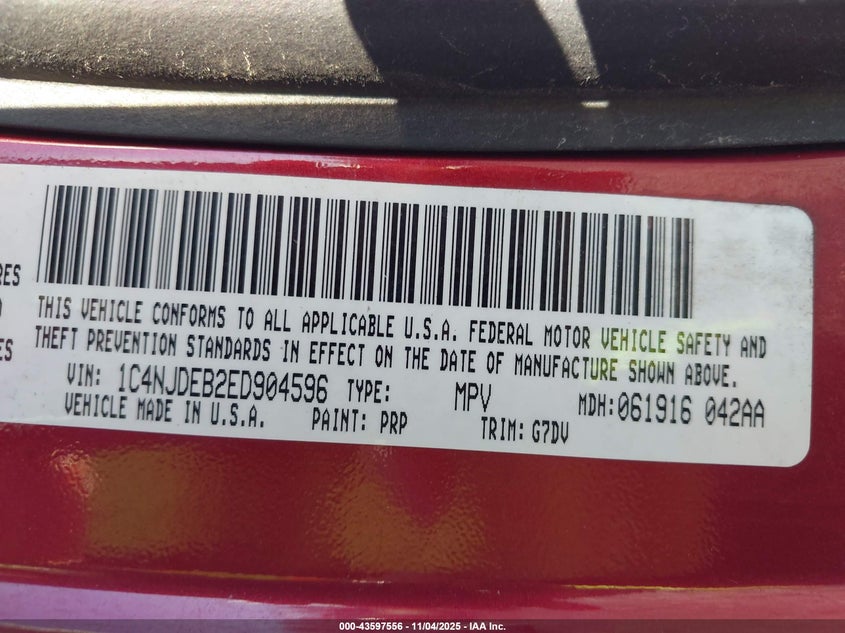 RES
THIS VEHICLE CONFORMS TO ALL APPLICABLE U.S.A. FEDERAL MOTOR VEHICLE SAFETY AND
ES
THEFT PREVENTION STANDARDS IN EFFECT ON THE DATE OF MANUFACTURE SHOWN ABOVE.
VIN: 1C4NJDEB2ED904596 TYPE: MPV MDH: 061916 042AA
VEHICLE MADE IN U.S.A. PAINT: PRP TRIM: G7DV
000-43597556 - 11/04/2025 - IAA Inc.